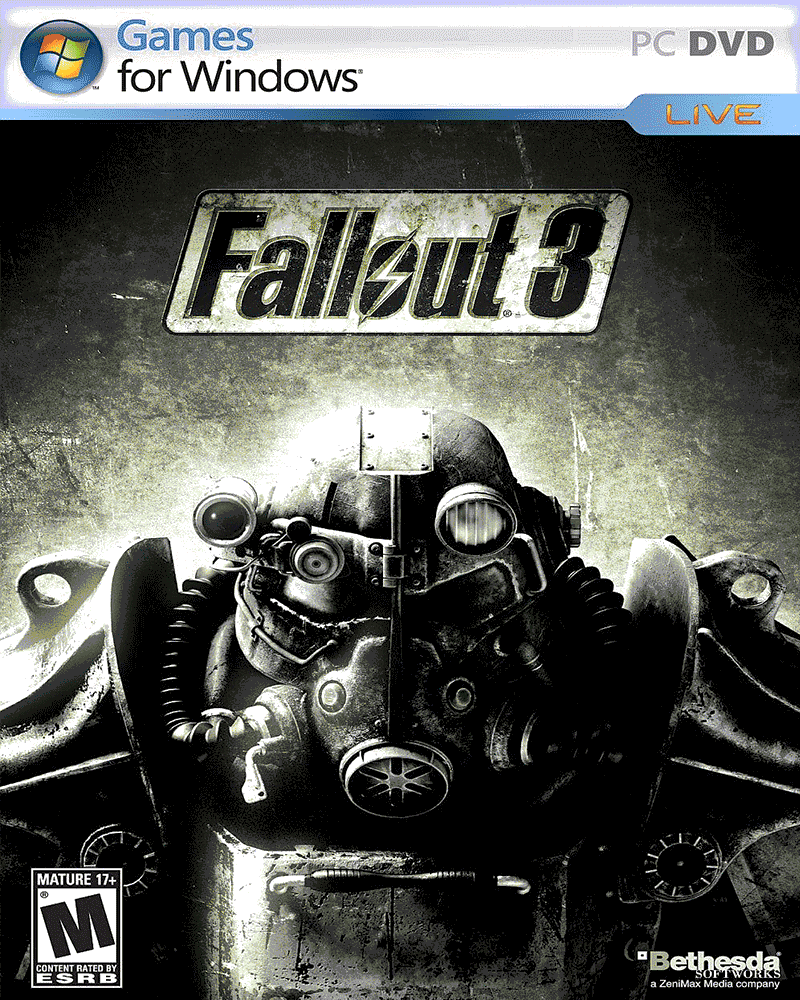 Games
for Windows®
™
PC DVD
LIVE
Fallout 3
®
MATURE 17+
®
M
CONTENT RATED BY
ESRB
Bethesda®
SOFTWORKS
a ZeniMax Media company